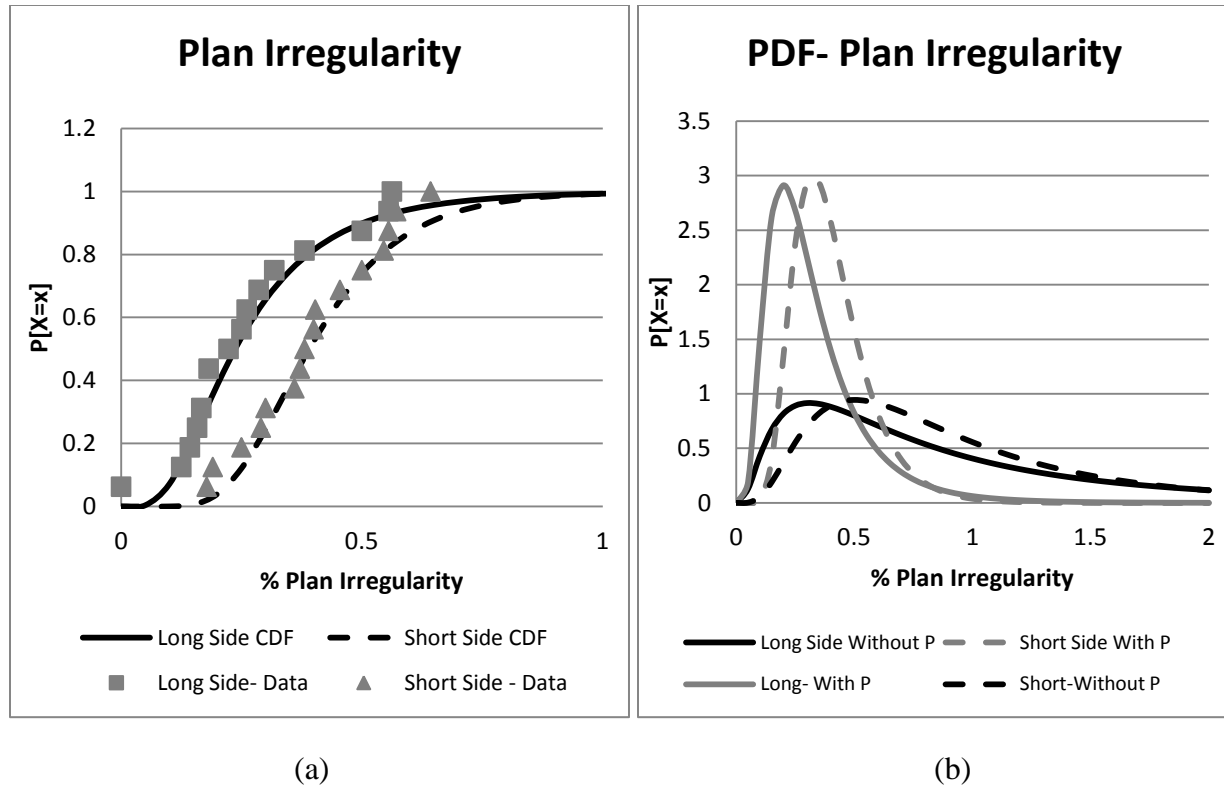 Plan Irregularity
1.2
1
0.8
0.6
0.4
0.2
0
P[X=x]
0 0.5 1
% Plan Irregularity
Long Side CDF Short Side CDF
Long Side- Data Short Side - Data
(a)
PDF- Plan Irregularity
3.5
3
2.5
2
1.5
1
0.5
0
P[X=x]
0 0.5 1 1.5 2
% Plan Irregularity
Long Side Without P Short Side With P
Long- With P Short-Without P
(b)